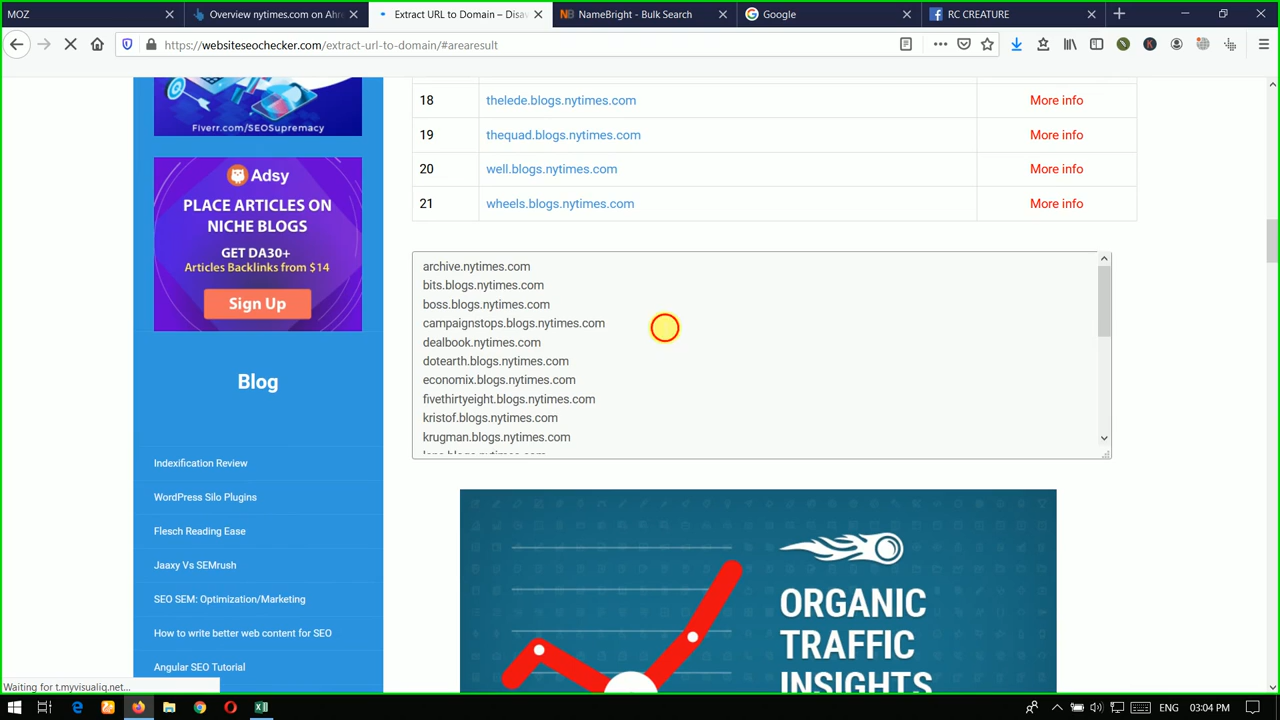 MOZ
Overview nytimes.com on Ahre
Extract URL to Domain – Disa
NameBright - Bulk Search
Google
RC CREATURE
https://websiteseochecker.com/extract-url-to-domain/#arearesult
Fiverr.com/SEOSupremacy
18 thelede.blogs.nytimes.com More info
19 thequad.blogs.nytimes.com More info
20 well.blogs.nytimes.com More info
21 wheels.blogs.nytimes.com More info
Adsy
PLACE ARTICLES ON
NICHE BLOGS
GET DA30+
Articles Backlinks from $14
Sign Up
archive.nytimes.com
bits.blogs.nytimes.com
boss.blogs.nytimes.com
campaignstops.blogs.nytimes.com
dealbook.nytimes.com
dotearth.blogs.nytimes.com
economix.blogs.nytimes.com
fivethirtyeight.blogs.nytimes.com
kristof.blogs.nytimes.com
krugman.blogs.nytimes.com
Blog
Indexification Review
WordPress Silo Plugins
Flesch Reading Ease
Jaaxy Vs SEMrush
SEO SEM: Optimization/Marketing
How to write better web content for SEO
Angular SEO Tutorial
ORGANIC
TRAFFIC
INSIGHTS
Waiting for t.myvisualiq.net...
ENG
03:04 PM